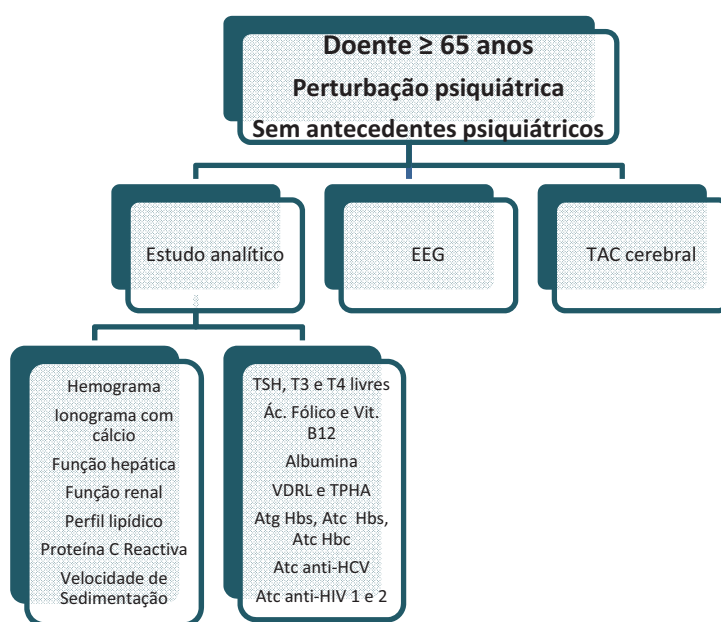 Doente ≥ 65 anos
Perturbação psiquiátrica
Sem antecedentes psiquiátricos
Estudo analítico
EEG
TAC cerebral
Hemograma
Ionograma com
cálcio
Função hepática
Função renal
Perfil lipídico
Proteína C Reactiva
Velocidade de
Sedimentação
TSH, T3 e T4 livres
Ác. Fólico e Vit.
B12
Albumina
VDRL e TPHA
Atg Hbs, Atc Hbs,
Atc Hbc
Atc anti-HCV
Atc anti-HIV 1 e 2